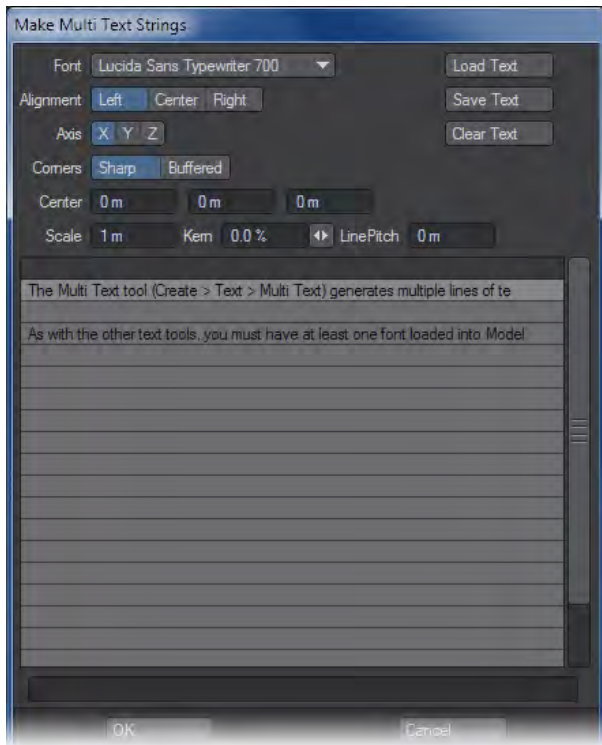 Make Multi Text Strings
Font Lucida Sans Typewriter 700 Load Text
Alignment Left Center Right Save Text
Axis X Y Z Clear Text
Corners Sharp Buffered
Center 0 m 0 m 0 m
Scale 1 m Kern 0.0 % LinePitch 0 m
The Multi Text tool (Create > Text > Multi Text) generates multiple lines of te
As with the other text tools, you must have at least one font loaded into Model
OK Cancel